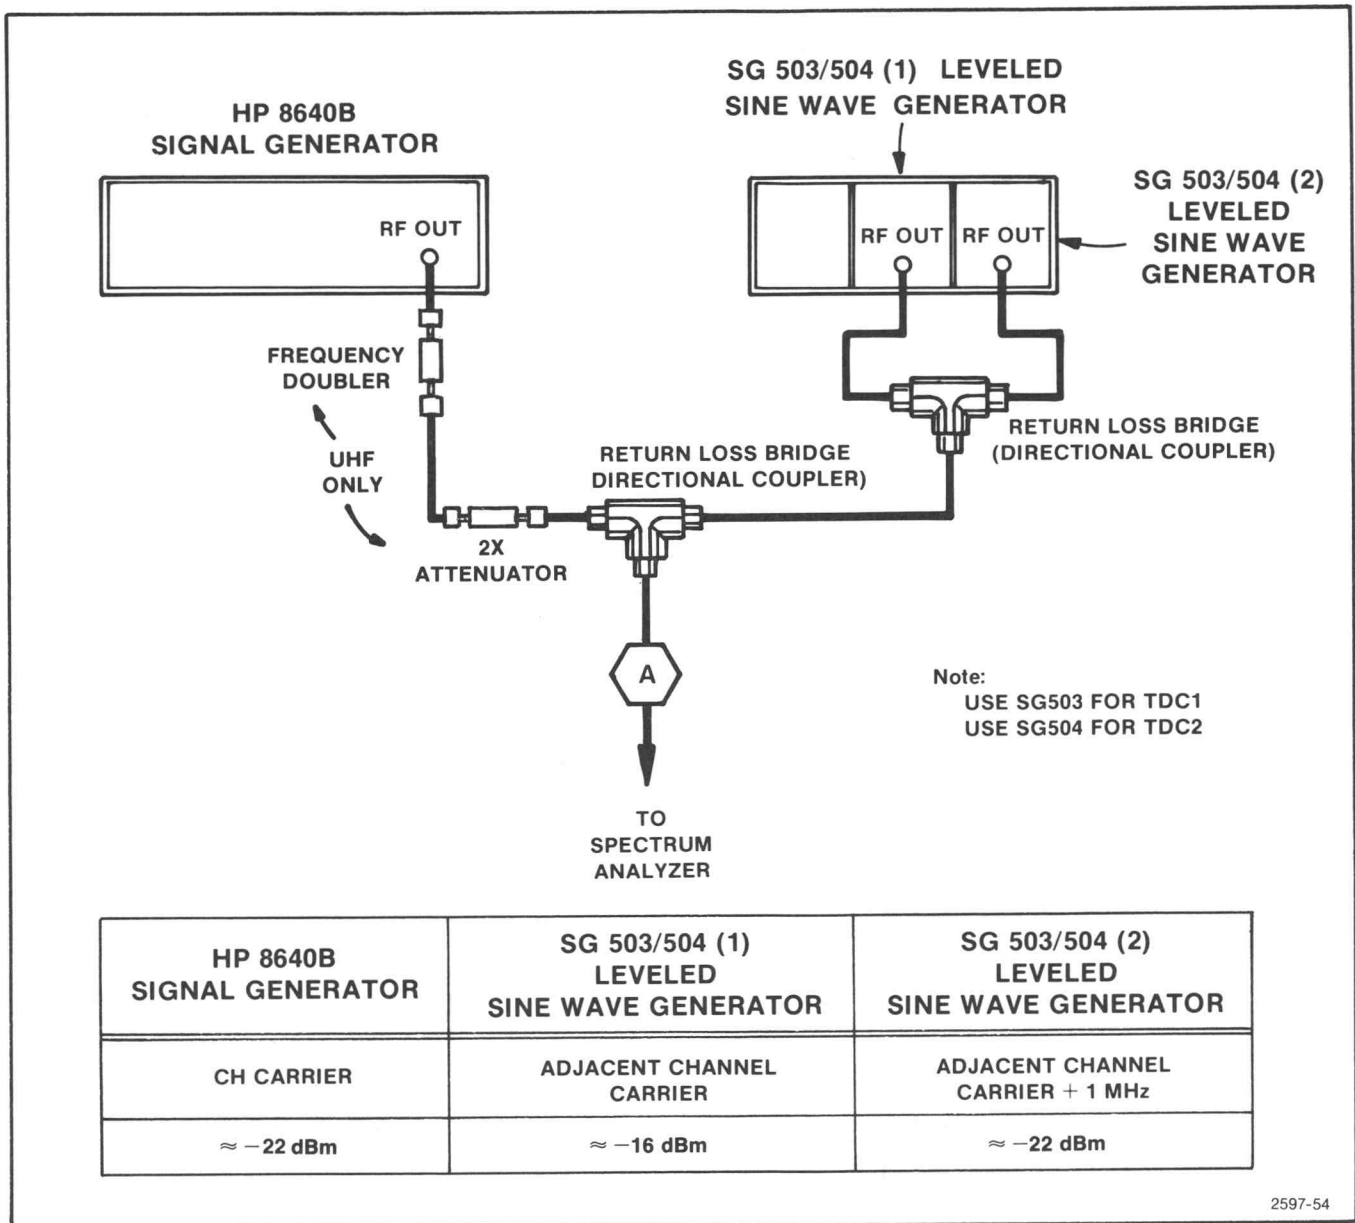 HP 8640B
SIGNAL GENERATOR
SG 503/504 (1) LEVELED
SINE WAVE GENERATOR
SG 503/504 (2)
LEVELED
SINE WAVE
GENERATOR
RF OUT
RF OUT
RF OUT
FREQUENCY
DOUBLER
UHF
ONLY
2X
ATTENUATOR
RETURN LOSS BRIDGE
DIRECTIONAL COUPLER)
RETURN LOSS BRIDGE
(DIRECTIONAL COUPLER)
A
TO
SPECTRUM
ANALYZER
Note:
USE SG503 FOR TDC1
USE SG504 FOR TDC2
HP 8640B
SIGNAL GENERATOR
SG 503/504 (1)
LEVELED
SINE WAVE GENERATOR
SG 503/504 (2)
LEVELED
SINE WAVE GENERATOR
CH CARRIER
ADJACENT CHANNEL
CARRIER
ADJACENT CHANNEL
CARRIER + 1 MHz
≈ −22 dBm
≈ −16 dBm
≈ −22 dBm
2597-54